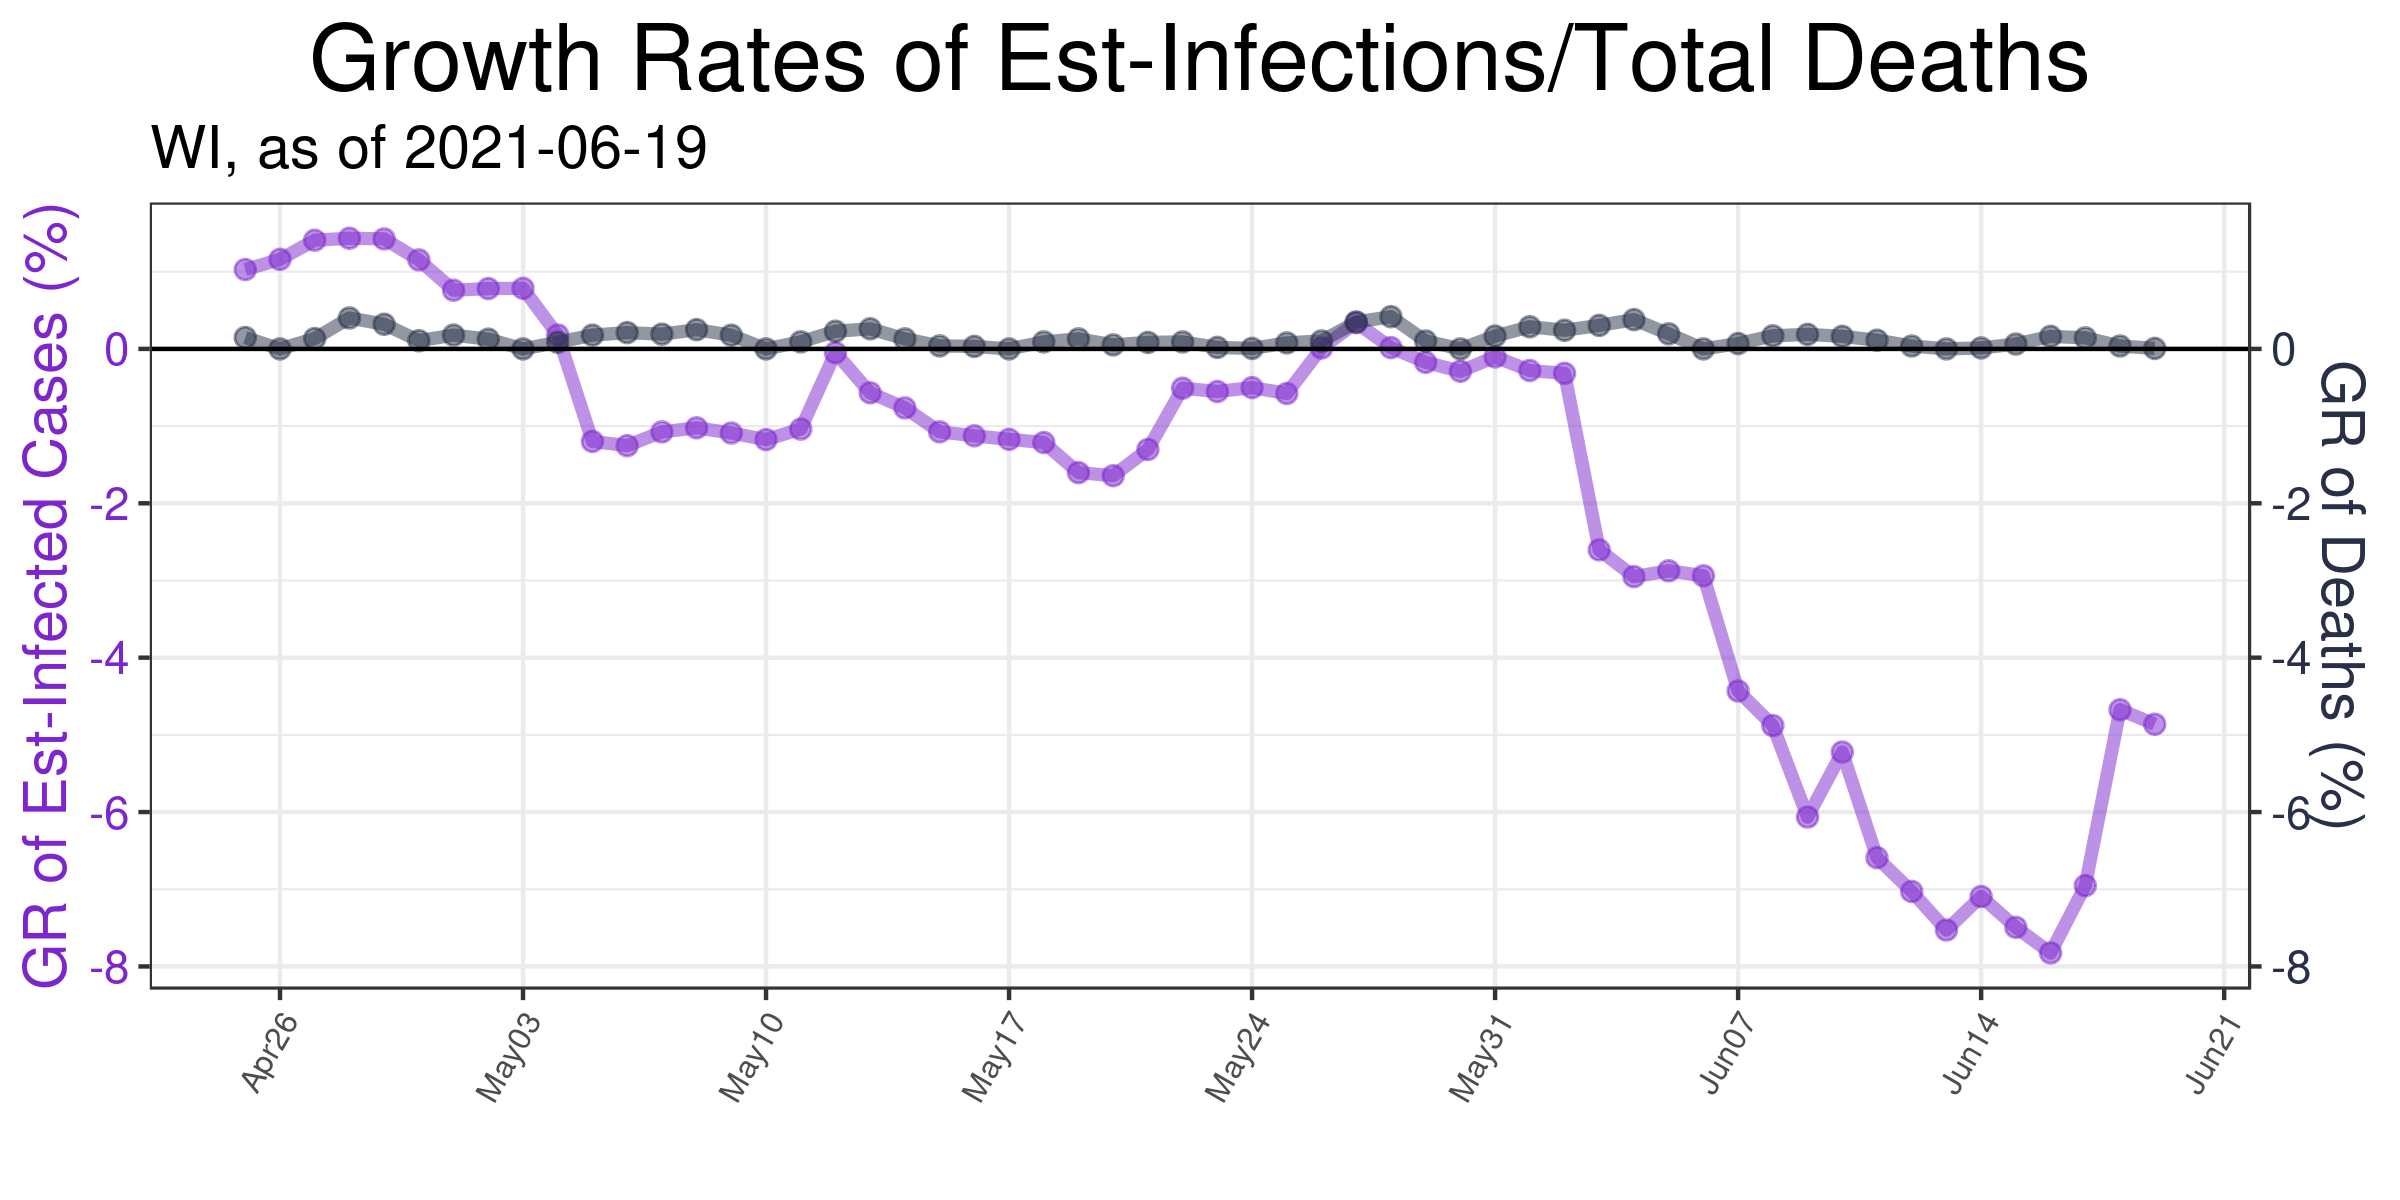 Growth Rates of Est-Infections/Total Deaths
WI, as of 2021-06-19
GR of Est-Infected Cases (%)
0
-2
-4
-6
-8
0
-2
-4
-6
-8
GR of Deaths (%)
Apr26
May03
May10
May17
May24
May31
Jun07
Jun14
Jun21